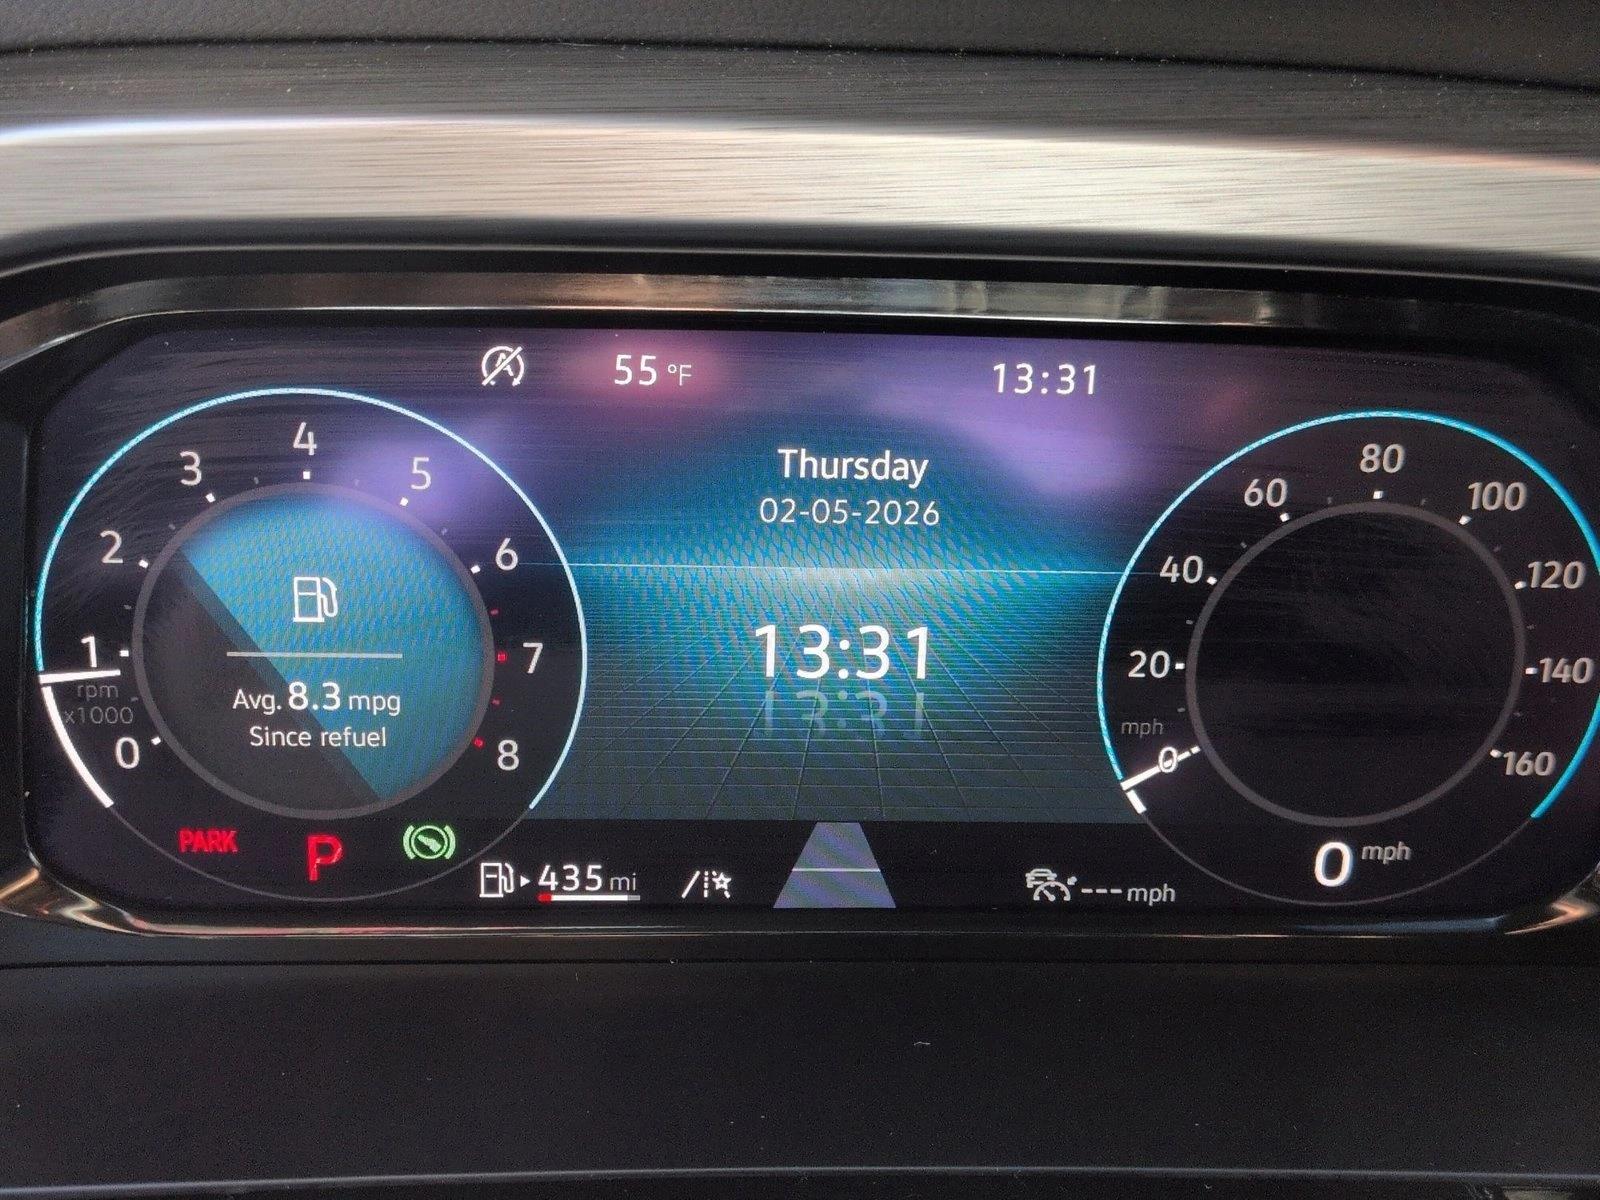 55 °F
13:31
Thursday
02-05-2026
13:31
0
1
2
3
4
5
6
7
8
rpm
x1000
Avg. 8.3 mpg
Since refuel
PARK
P
435 mi
--- mph
0
20
40
60
80
100
120
140
160
mph
0 mph